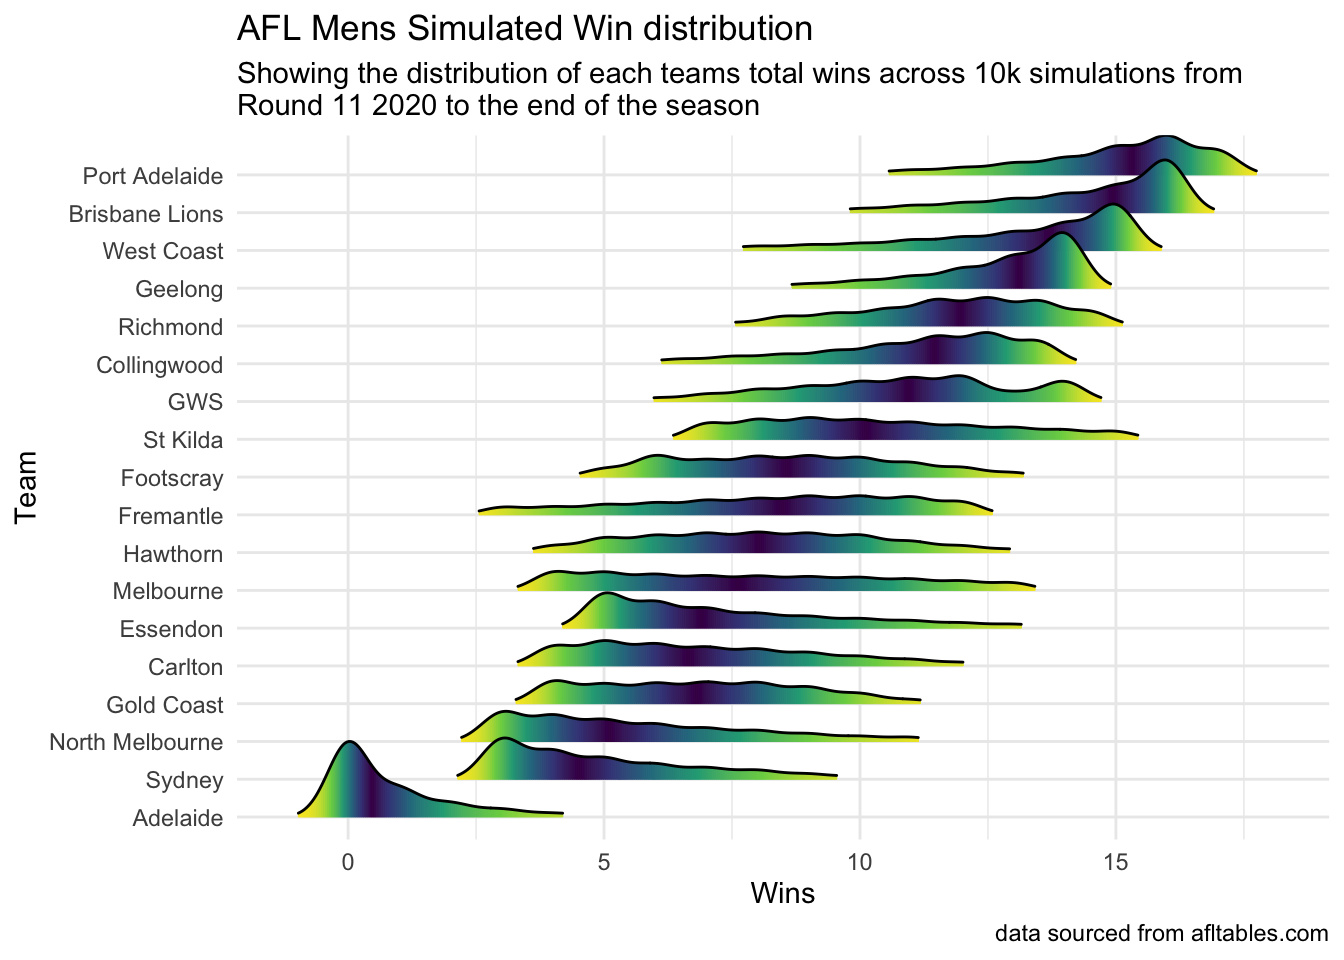 AFL Mens Simulated Win distribution
Showing the distribution of each teams total wins across 10k simulations from
Round 11 2020 to the end of the season
Team
Port Adelaide
Brisbane Lions
West Coast
Geelong
Richmond
Collingwood
GWS
St Kilda
Footscray
Fremantle
Hawthorn
Melbourne
Essendon
Carlton
Gold Coast
North Melbourne
Sydney
Adelaide
0 5 10 15
Wins
data sourced from afltables.com